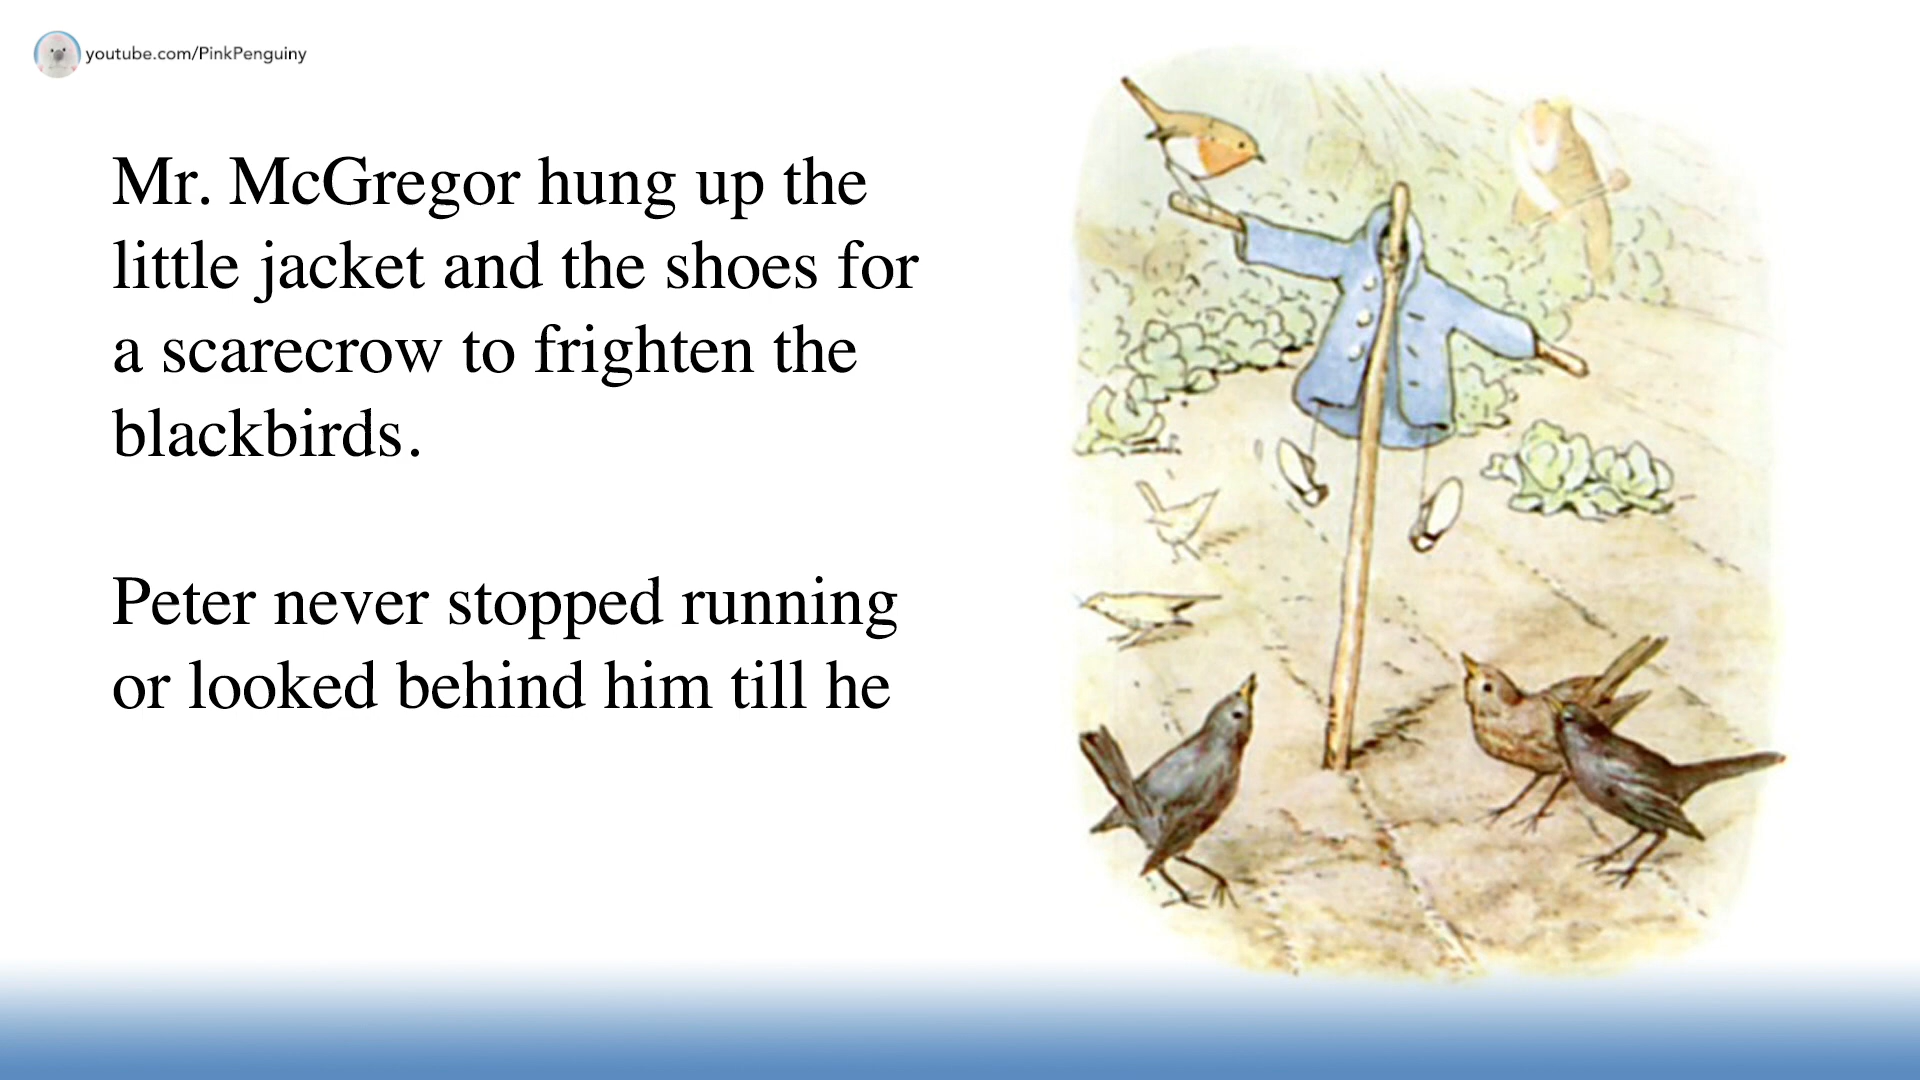 youtube.com/PinkPenguiny
Mr. McGregor hung up the
little jacket and the shoes for
a scarecrow to frighten the
blackbirds.
Peter never stopped running
or looked behind him till he